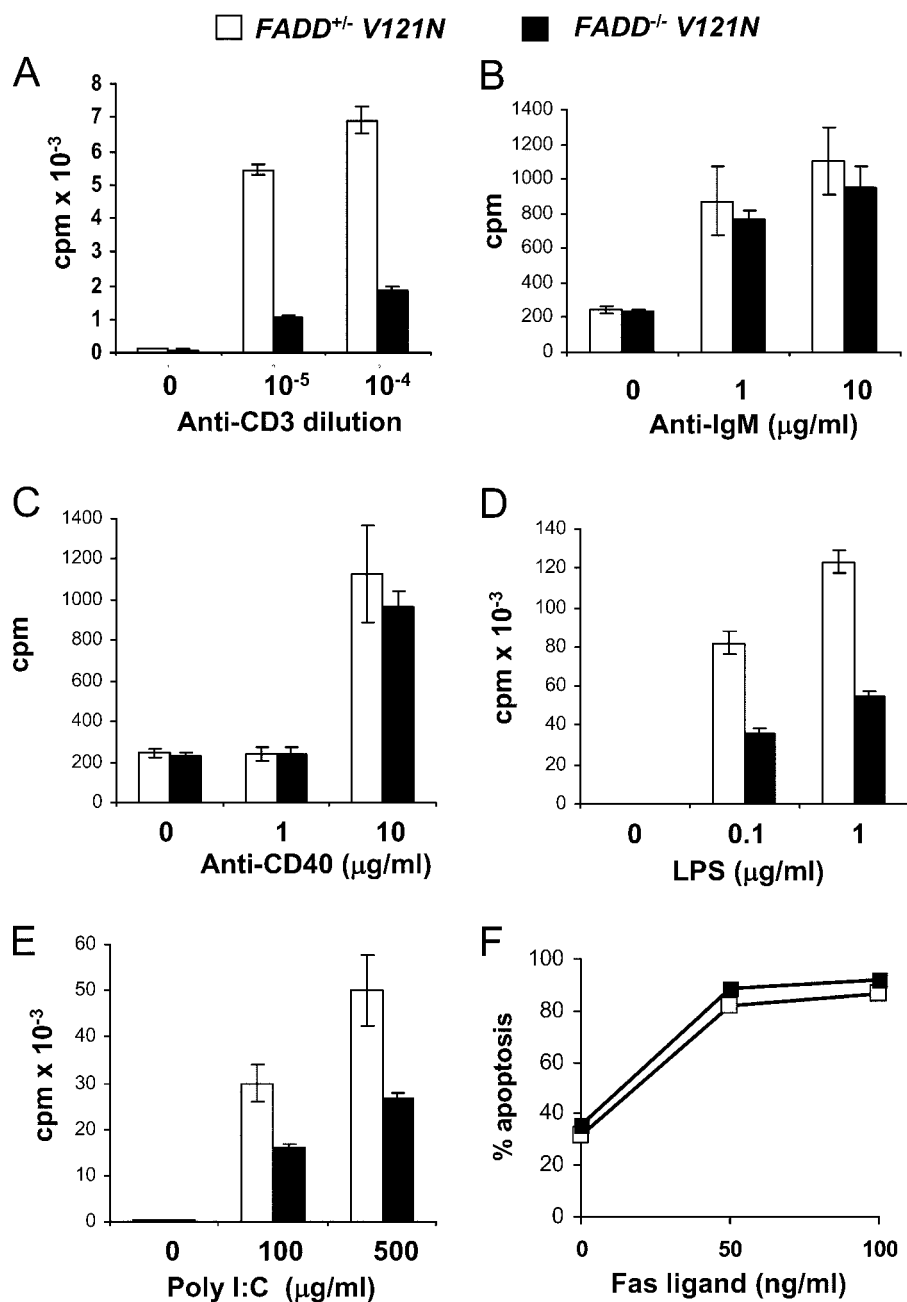 FADD+/- V121N FADD-/- V121N
A
cpm x 10-3
8
7
6
5
4
3
2
1
0
0 10-5 10-4
Anti-CD3 dilution
B
cpm
1400
1200
1000
800
600
400
200
0
0 1 10
Anti-IgM (μg/ml)
C
cpm
1400
1200
1000
800
600
400
200
0
0 1 10
Anti-CD40 (μg/ml)
D
cpm x 10-3
140
120
100
80
60
40
20
0
0 0.1 1
LPS (μg/ml)
E
cpm x 10-3
60
50
40
30
20
10
0
0 100 500
Poly I:C (μg/ml)
F
% apoptosis
100
80
60
40
20
0
0 50 100
Fas ligand (ng/ml)